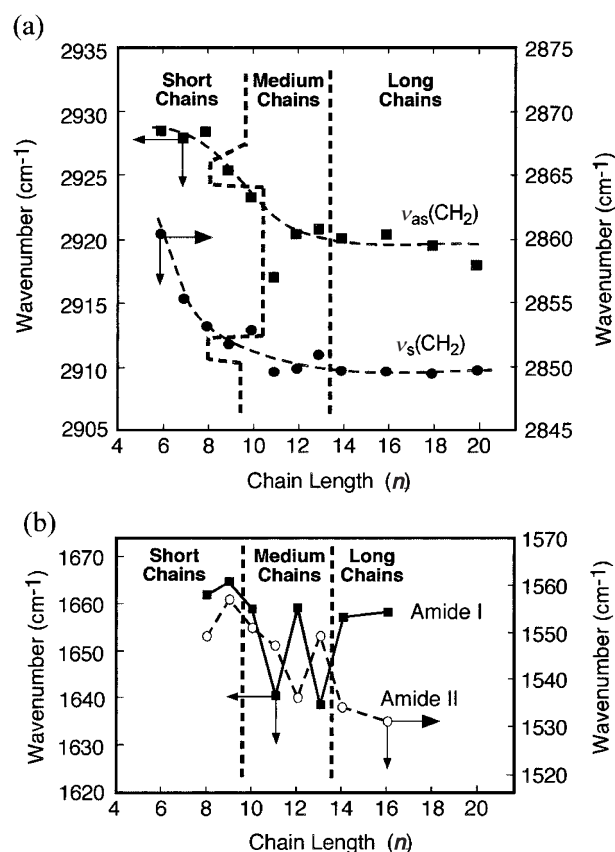 (a)
2935
2930
2925
2920
2915
2910
2905
Wavenumber (cm-1)
Short Chains
Medium Chains
Long Chains
νas(CH2)
νs(CH2)
2875
2870
2865
2860
2855
2850
2845
Wavenumber (cm-1)
4 6 8 10 12 14 16 18 20
Chain Length (n)
(b)
1670
1660
1650
1640
1630
1620
Wavenumber (cm-1)
Short Chains
Medium Chains
Long Chains
Amide I
Amide II
1570
1560
1550
1540
1530
1520
Wavenumber (cm-1)
4 6 8 10 12 14 16 18 20
Chain Length (n)